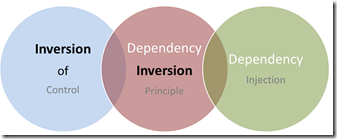 Inversion
of
Control
Dependency
Inversion
Principle
Dependency
Injection